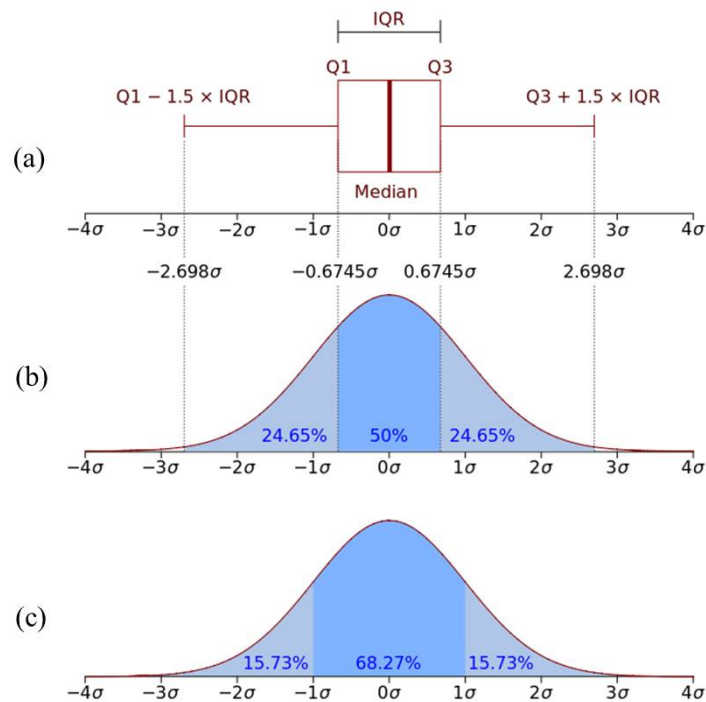 IQR
Q1 Q3
Q1 − 1.5 × IQR Q3 + 1.5 × IQR
(a)
Median
−4σ −3σ −2σ −1σ 0σ 1σ 2σ 3σ 4σ
−2.698σ −0.6745σ 0.6745σ 2.698σ
(b)
24.65% 50% 24.65%
−4σ −3σ −2σ −1σ 0σ 1σ 2σ 3σ 4σ
(c)
15.73% 68.27% 15.73%
−4σ −3σ −2σ −1σ 0σ 1σ 2σ 3σ 4σ